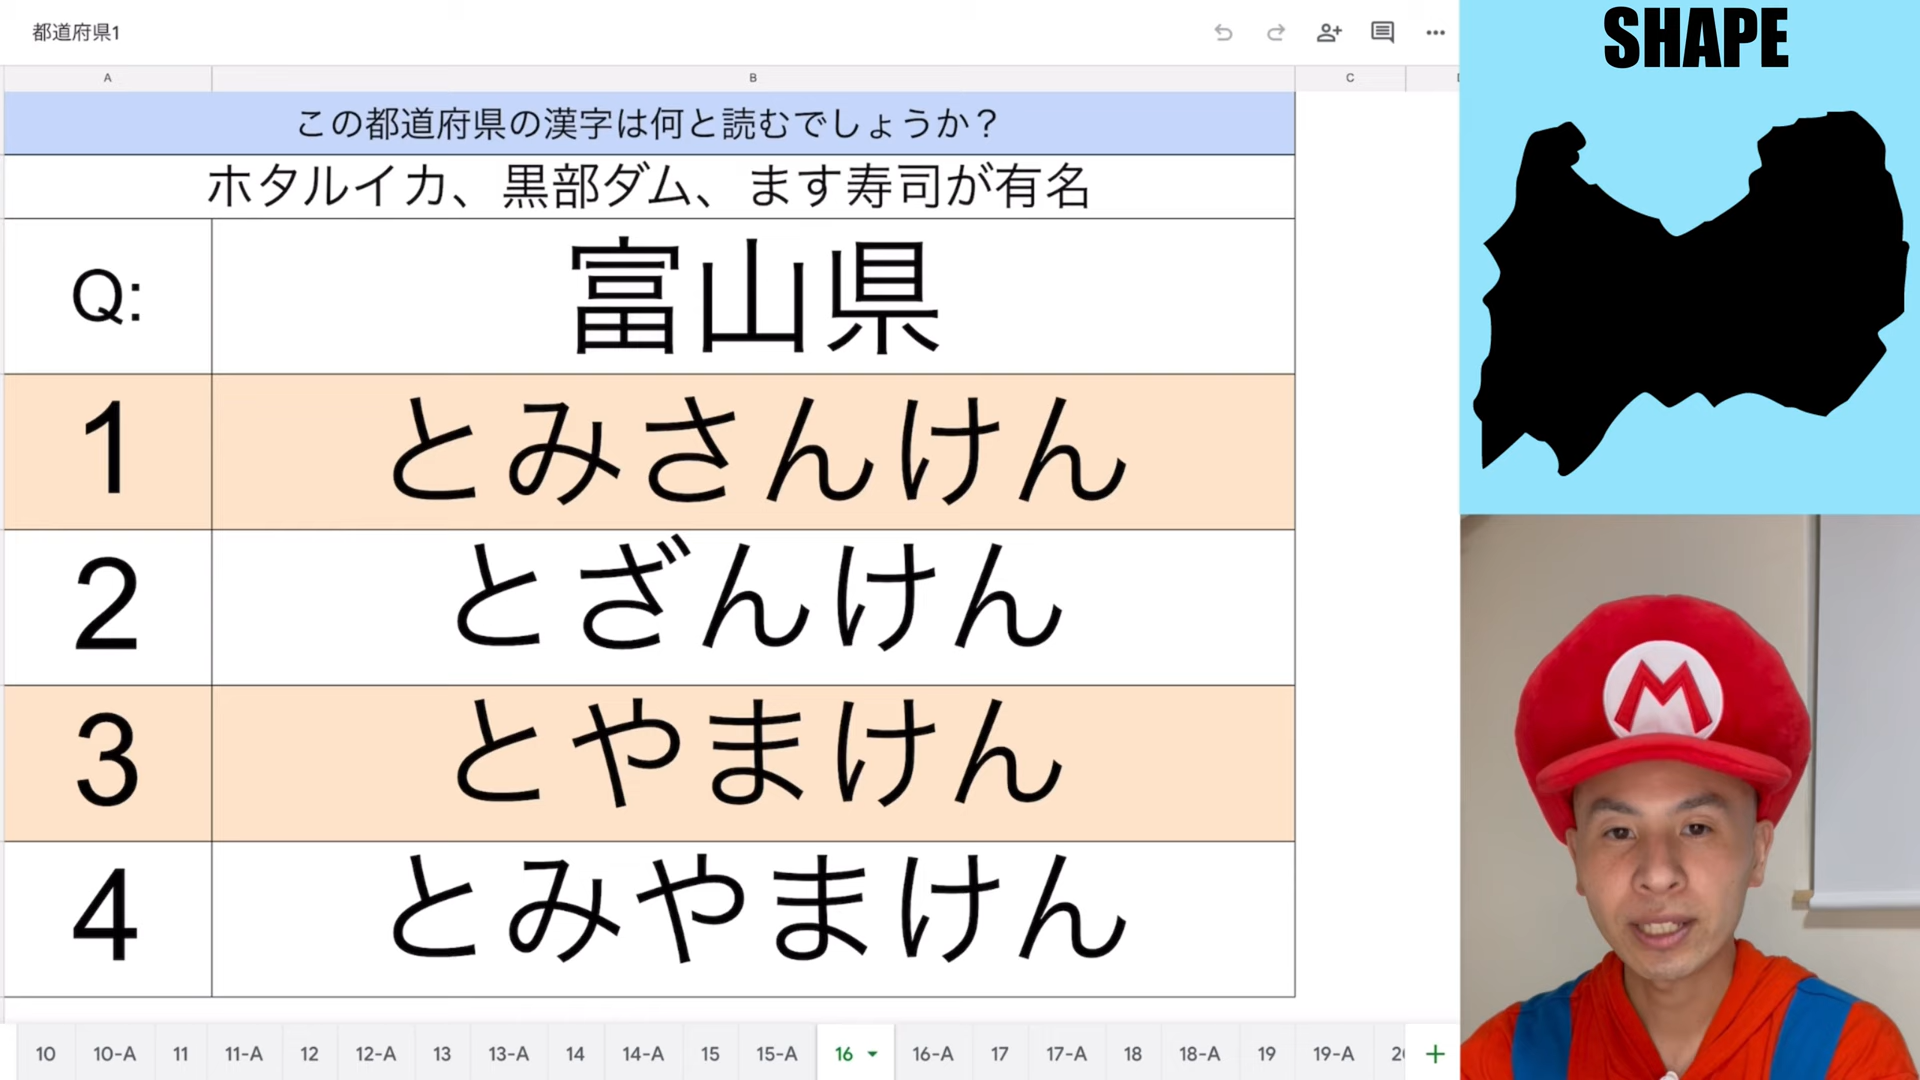 都道府県1
SHAPE
A B C
この都道府県の漢字は何と読むでしょうか？
ホタルイカ、黒部ダム、ます寿司が有名
Q: 富山県
1 とみさんけん
2 とざんけん
3 とやまけん
4 とみやまけん
M
10 10-A 11 11-A 12 12-A 13 13-A 14 14-A 15 15-A 16 16-A 17 17-A 18 18-A 19 19-A